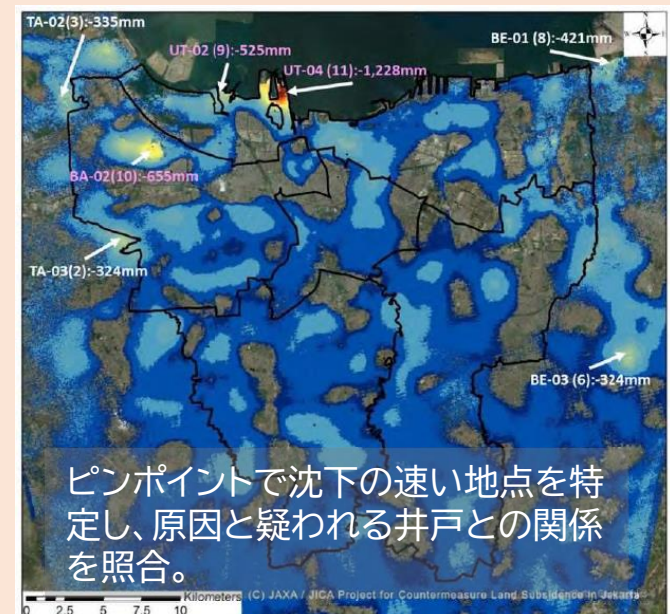 TA-02(3):-335mm
UT-02 (9):-525mm
BE-01 (8):-421mm
UT-04 (11):-1,228mm
BA-02(10):-655mm
TA-03(2):-324mm
BE-03 (6):-324mm
ピンポイントで沈下の速い地点を特
定し、原因と疑われる井戸との関係
を照合。
Kilometers (C) JAXA / JICA Project for Countermeasure Land Subsidence in Jakarta
0 2.5 5 7.5 10